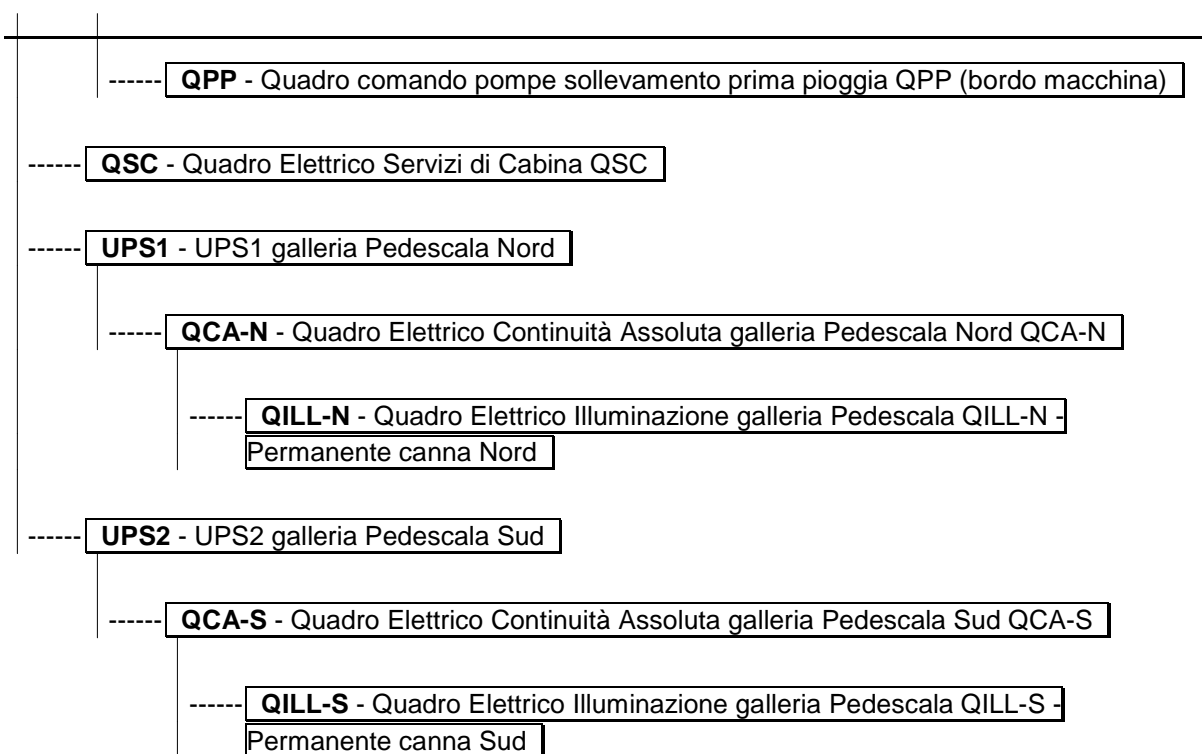 ------ QPP - Quadro comando pompe sollevamento prima pioggia QPP (bordo macchina)
------ QSC - Quadro Elettrico Servizi di Cabina QSC
------ UPS1 - UPS1 galleria Pedescala Nord
------ QCA-N - Quadro Elettrico Continuità Assoluta galleria Pedescala Nord QCA-N
------ QILL-N - Quadro Elettrico Illuminazione galleria Pedescala QILL-N -
Permanente canna Nord
------ UPS2 - UPS2 galleria Pedescala Sud
------ QCA-S - Quadro Elettrico Continuità Assoluta galleria Pedescala Sud QCA-S
------ QILL-S - Quadro Elettrico Illuminazione galleria Pedescala QILL-S -
Permanente canna Sud